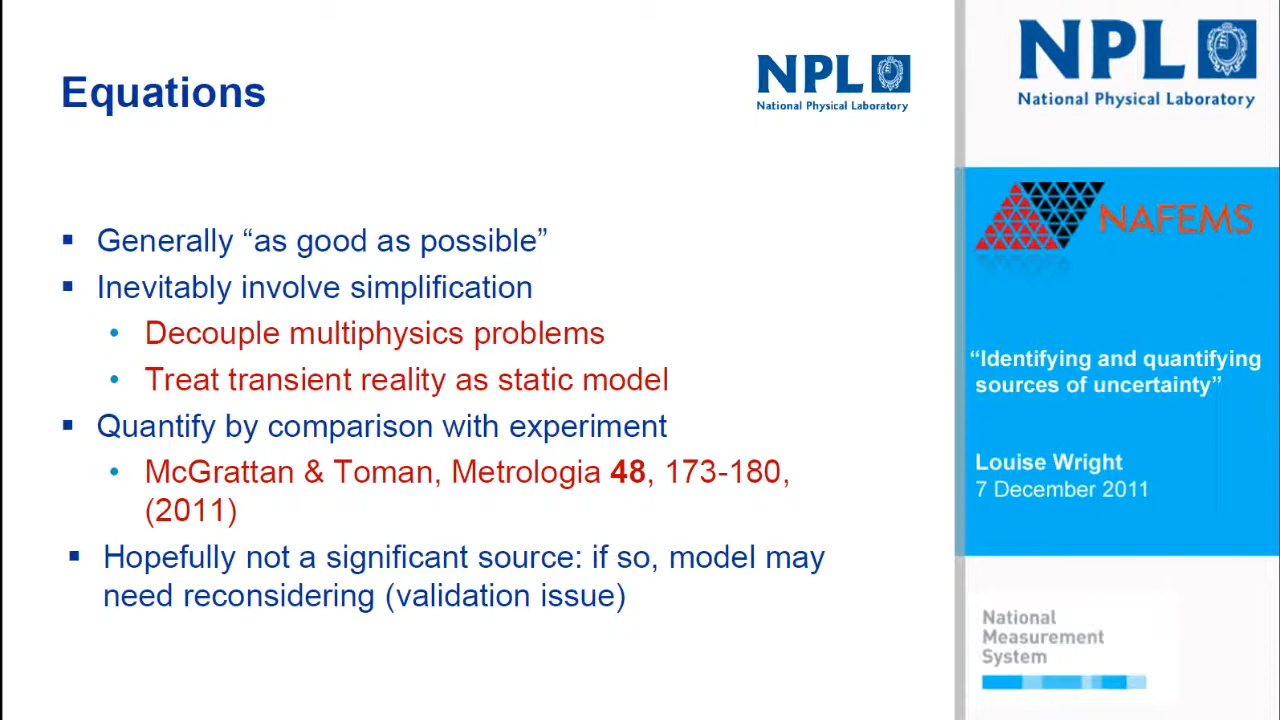 Equations
NPL
National Physical Laboratory
▪ Generally “as good as possible”
▪ Inevitably involve simplification
• Decouple multiphysics problems
• Treat transient reality as static model
▪ Quantify by comparison with experiment
• McGrattan & Toman, Metrologia 48, 173-180,
(2011)
▪ Hopefully not a significant source: if so, model may
need reconsidering (validation issue)
NPL
National Physical Laboratory
NAFEMS
“Identifying and quantifying
sources of uncertainty”
Louise Wright
7 December 2011
National
Measurement
System